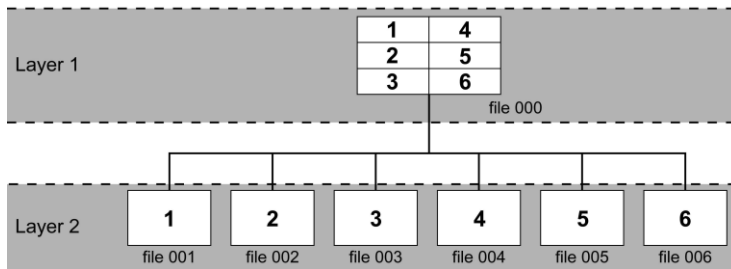 Layer 1
1 4
2 5
3 6
file 000
Layer 2
1 2 3 4 5 6
file 001 file 002 file 003 file 004 file 005 file 006